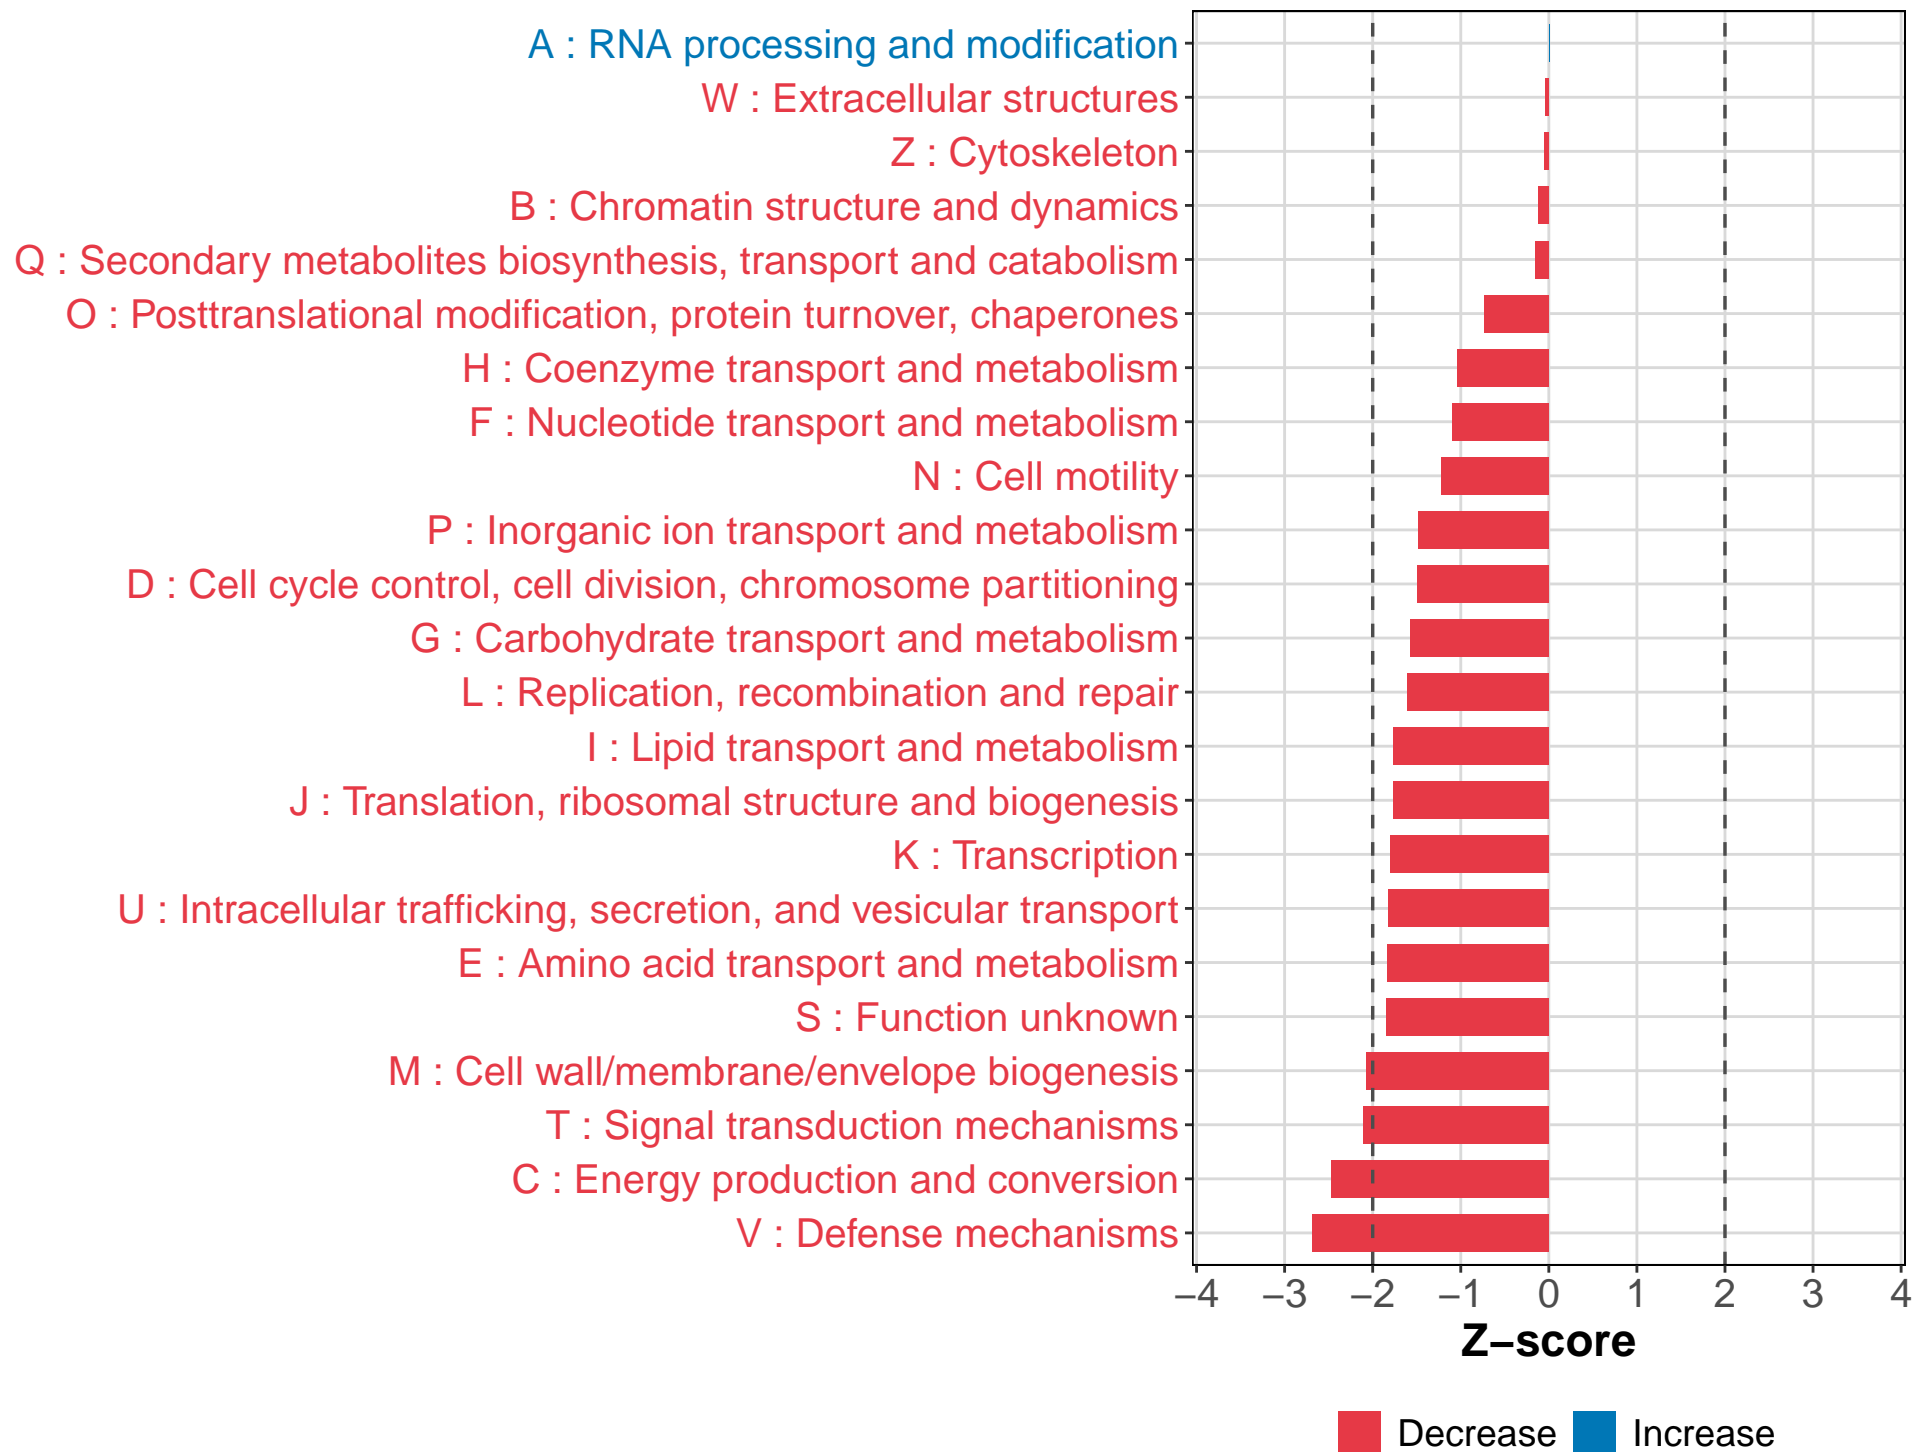 A : RNA processing and modification
W : Extracellular structures
Z : Cytoskeleton
B : Chromatin structure and dynamics
Q : Secondary metabolites biosynthesis, transport and catabolism
O : Posttranslational modification, protein turnover, chaperones
H : Coenzyme transport and metabolism
F : Nucleotide transport and metabolism
N : Cell motility
P : Inorganic ion transport and metabolism
D : Cell cycle control, cell division, chromosome partitioning
G : Carbohydrate transport and metabolism
L : Replication, recombination and repair
I : Lipid transport and metabolism
J : Translation, ribosomal structure and biogenesis
K : Transcription
U : Intracellular trafficking, secretion, and vesicular transport
E : Amino acid transport and metabolism
S : Function unknown
M : Cell wall/membrane/envelope biogenesis
T : Signal transduction mechanisms
C : Energy production and conversion
V : Defense mechanisms
−4 −3 −2 −1 0 1 2 3 4
Z−score
Decrease Increase